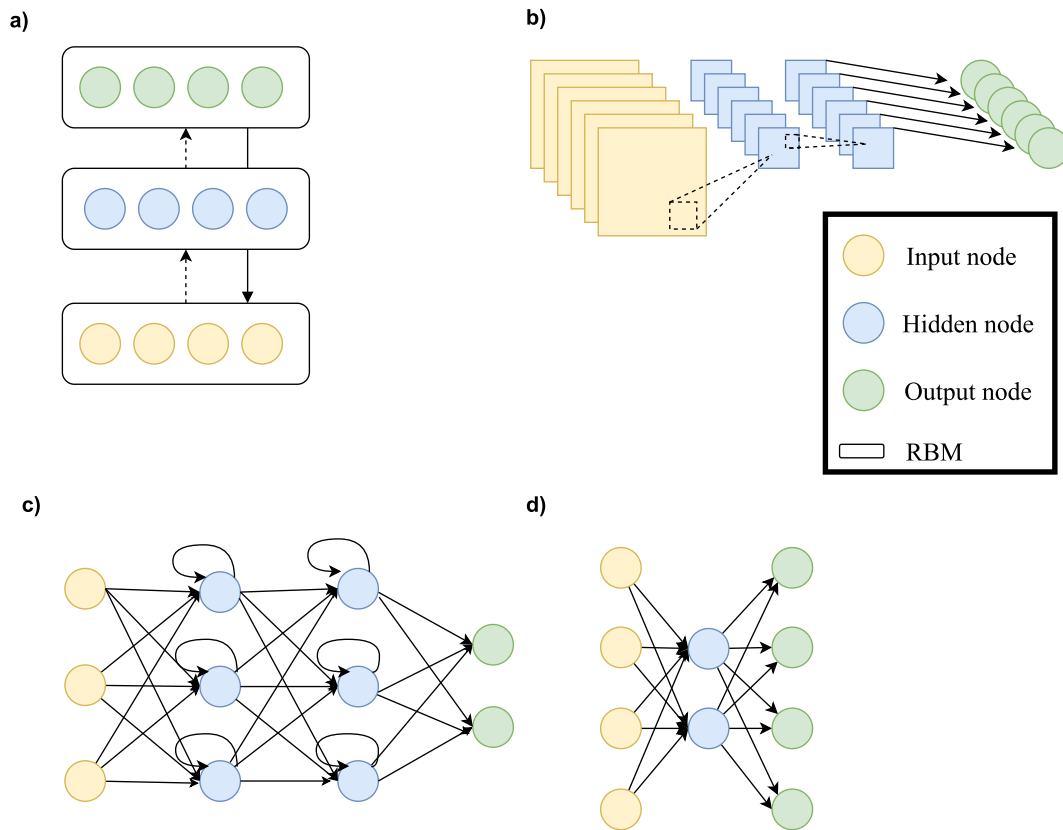 a)
b)
Input node
Hidden node
Output node
RBM
c)
d)